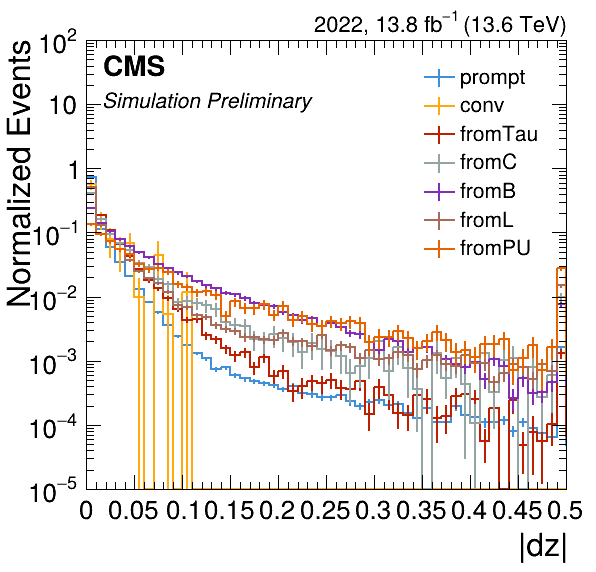 2022, 13.8 fb⁻¹ (13.6 TeV)
CMS
Simulation Preliminary
prompt
conv
fromTau
fromC
fromB
fromL
fromPU
Normalized Events
10²
10
1
10⁻¹
10⁻²
10⁻³
10⁻⁴
10⁻⁵
0 0.05 0.1 0.15 0.2 0.25 0.3 0.35 0.4 0.45 0.5
|dz|